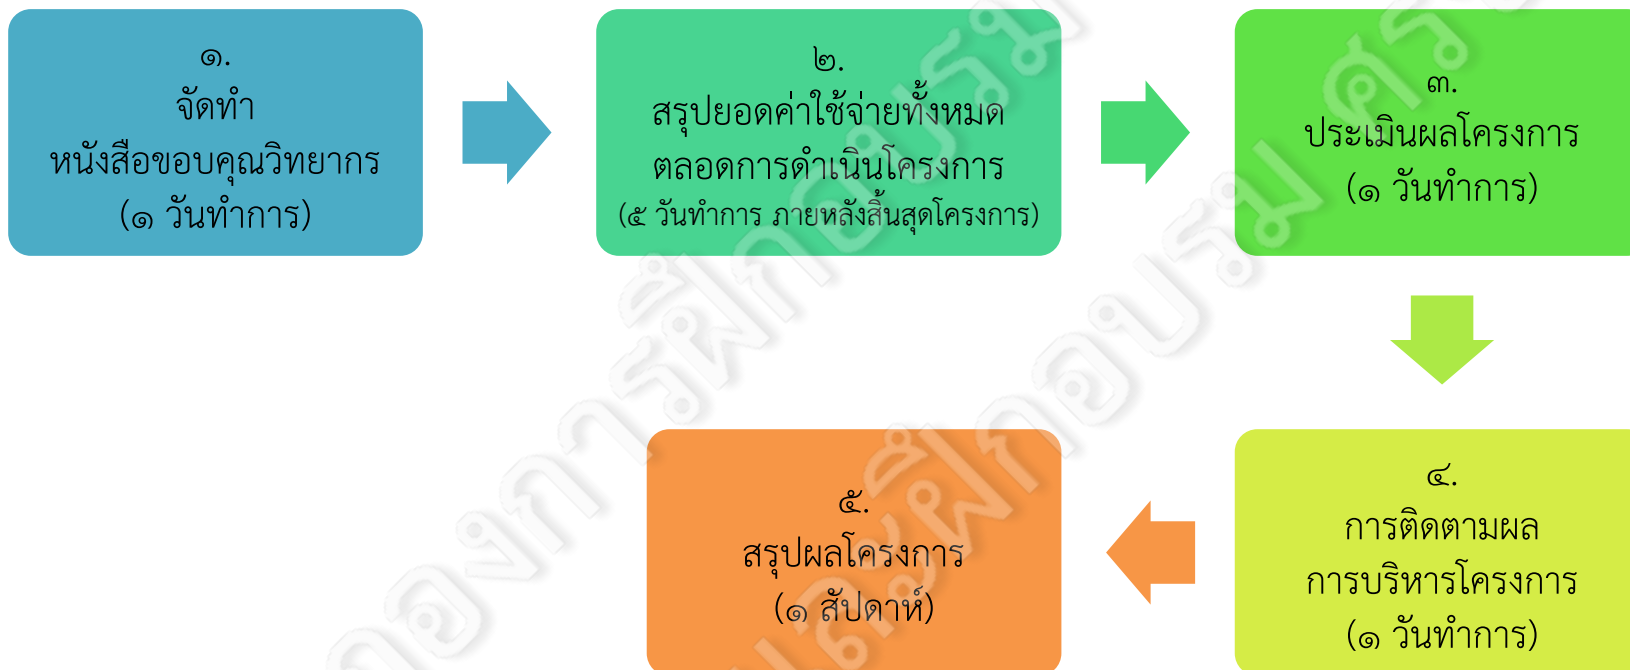 ๑.
จัดทำ
หนังสือขอบคุณวิทยากร
(๑ วันทำการ)
๒.
สรุปยอดค่าใช้จ่ายทั้งหมด
ตลอดการดำเนินโครงการ
(๕ วันทำการ ภายหลังสิ้นสุดโครงการ)
๓.
ประเมินผลโครงการ
(๑ วันทำการ)
๔.
การติดตามผล
การบริหารโครงการ
(๑ วันทำการ)
๕.
สรุปผลโครงการ
(๑ สัปดาห์)